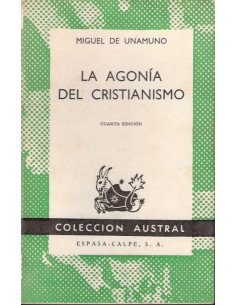 MIGUEL DE UNAMUNO
LA AGONÍA
DEL CRISTIANISMO
CUARTA EDICIÓN
COLECCION AUSTRAL
ESPASA-CALPE, S. A.